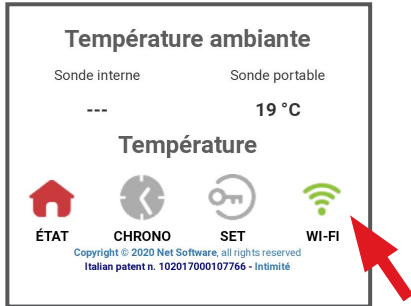 Température ambiante
Sonde interne Sonde portable
--- 19 °C
Température
ÉTAT CHRONO SET WI-FI
Copyright © 2020 Net Software, all rights reserved
Italian patent n. 102017000107766 - Intimité